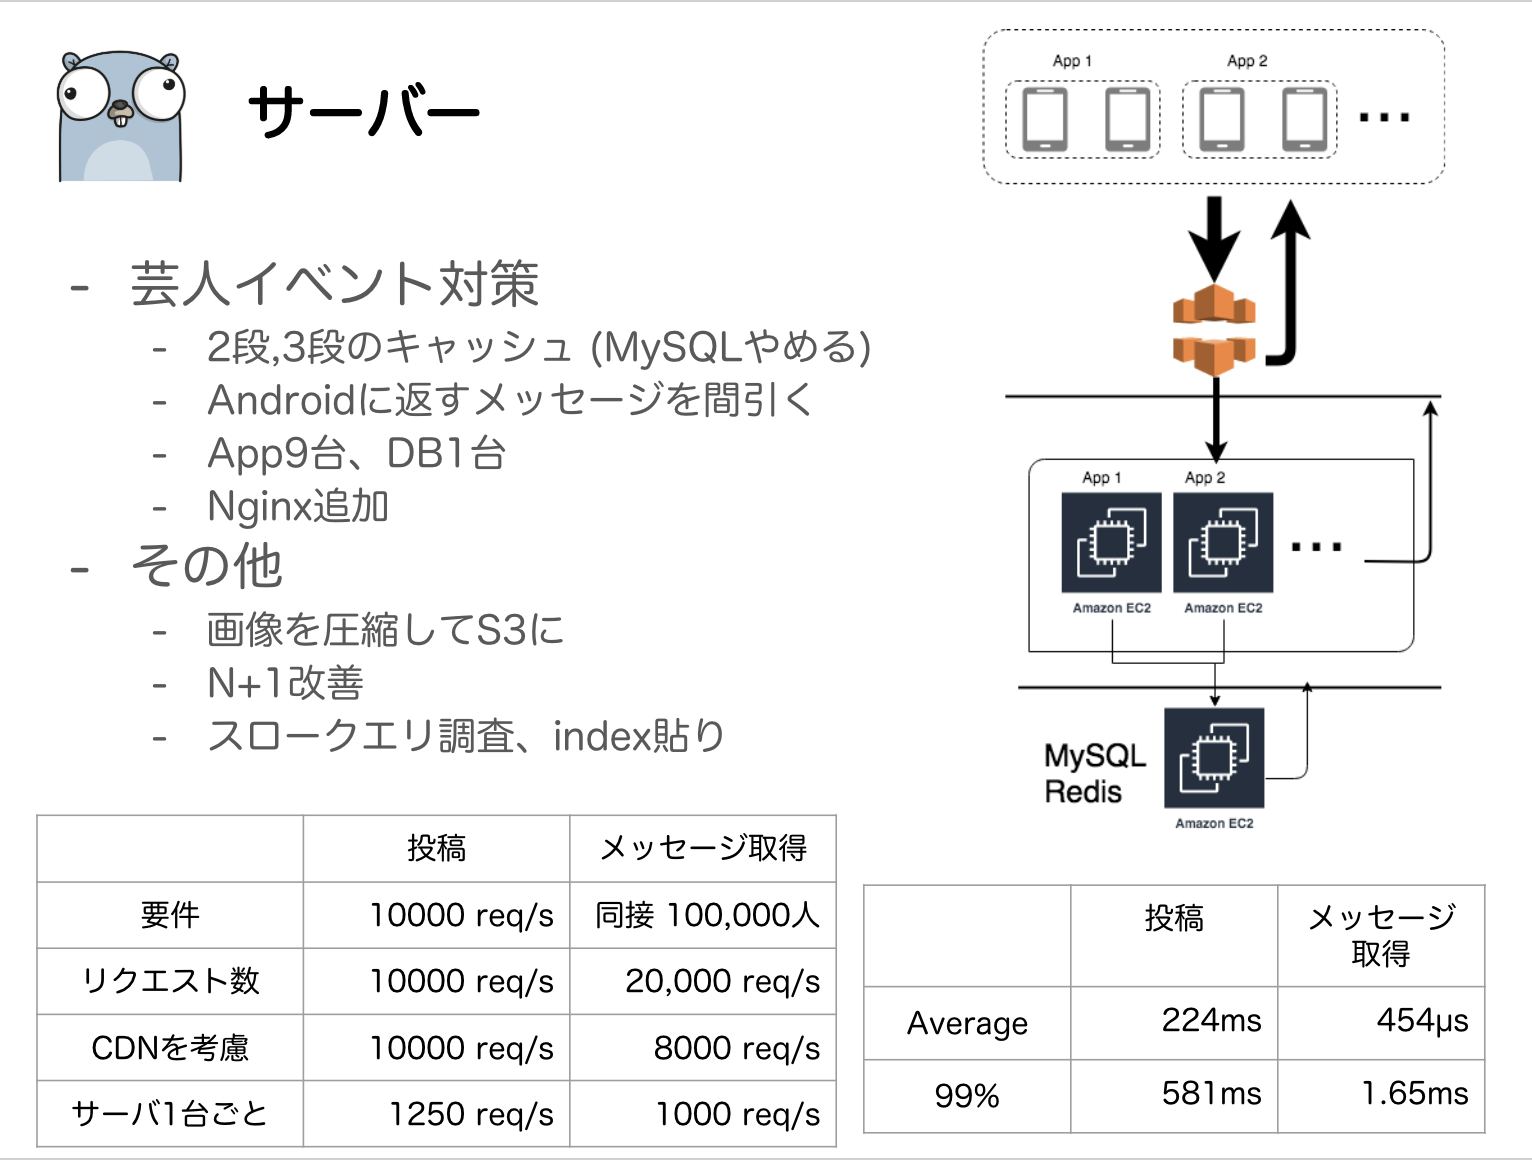 サーバー
- 芸人イベント対策
- 2段,3段のキャッシュ (MySQLやめる)
- Androidに返すメッセージを間引く
- App9台、DB1台
- Nginx追加
- その他
- 画像を圧縮してS3に
- N+1改善
- スロークエリ調査、index貼り
App 1
App 2
...
App 1
App 2
...
Amazon EC2
Amazon EC2
MySQL
Redis
Amazon EC2
投稿 メッセージ取得
要件 10000 req/s 同接 100,000人
リクエスト数 10000 req/s 20,000 req/s
CDNを考慮 10000 req/s 8000 req/s
サーバ1台ごと 1250 req/s 1000 req/s
投稿 メッセージ
取得
Average 224ms 454μs
99% 581ms 1.65ms